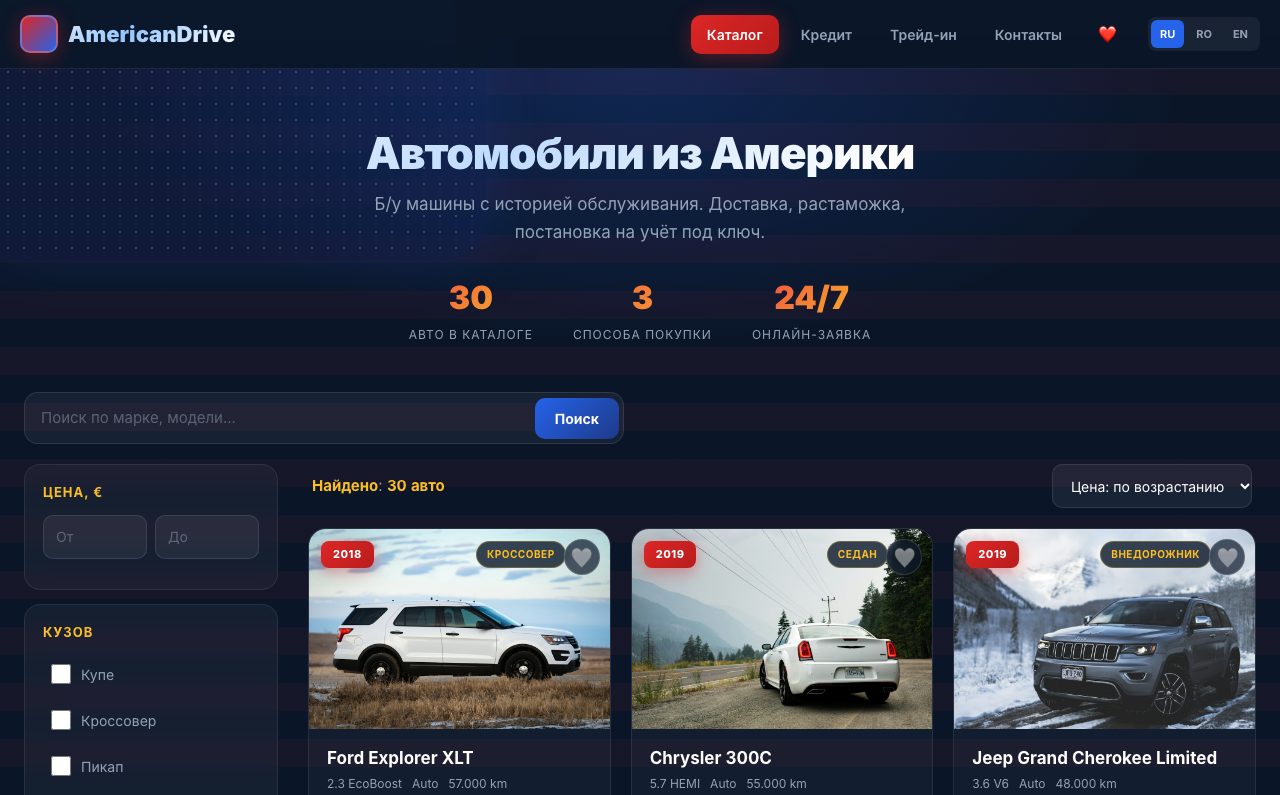 AmericanDrive
Каталог
Кредит
Трейд-ин
Контакты
RU
RO
EN
Автомобили из Америки
Б/у машины с историей обслуживания. Доставка, растаможка,
постановка на учёт под ключ.
30
3
24/7
АВТО В КАТАЛОГЕ
СПОСОБА ПОКУПКИ
ОНЛАЙН-ЗАЯВКА
Поиск по марке, модели...
Поиск
ЦЕНА, €
От
До
КУЗОВ
Купе
Кроссовер
Пикап
Найдено: 30 авто
Цена: по возрастанию
2018
КРОССОВЕР
Ford Explorer XLT
2.3 EcoBoost Auto 57.000 km
2019
СЕДАН
Chrysler 300C
5.7 HEMI Auto 55.000 km
2019
ВНЕДОРОЖНИК
Jeep Grand Cherokee Limited
3.6 V6 Auto 48.000 km